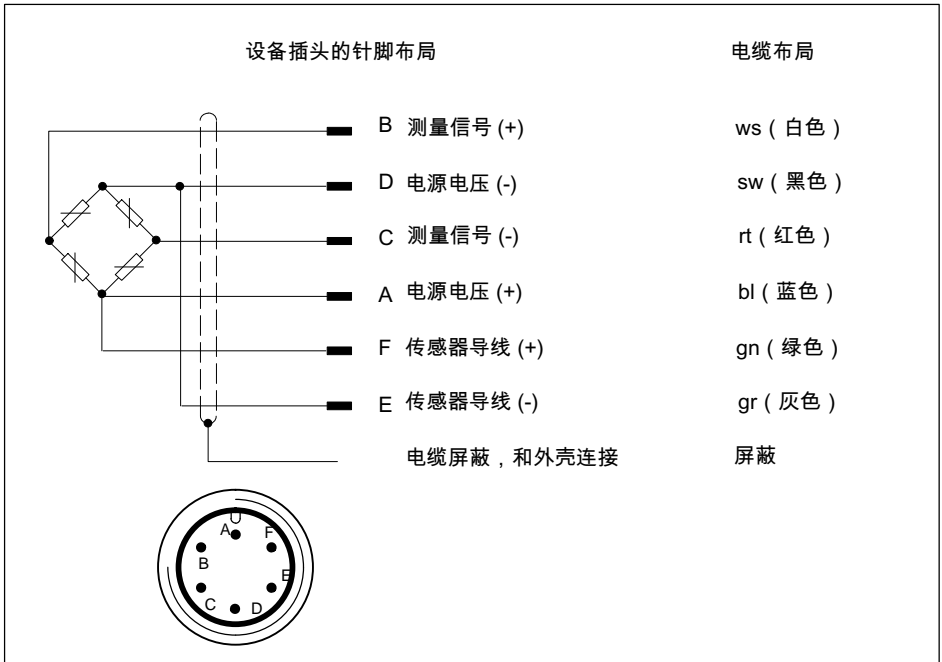 设备插头的针脚布局 电缆布局
B 测量信号 (+) ws ( 白色 )
D 电源电压 (-) sw ( 黑色 )
C 测量信号 (-) rt ( 红色 )
A 电源电压 (+) bl ( 蓝色 )
F 传感器导线 (+) gn ( 绿色 )
E 传感器导线 (-) gr ( 灰色 )
电缆屏蔽 , 和外壳连接 屏蔽
A F
B E
C D